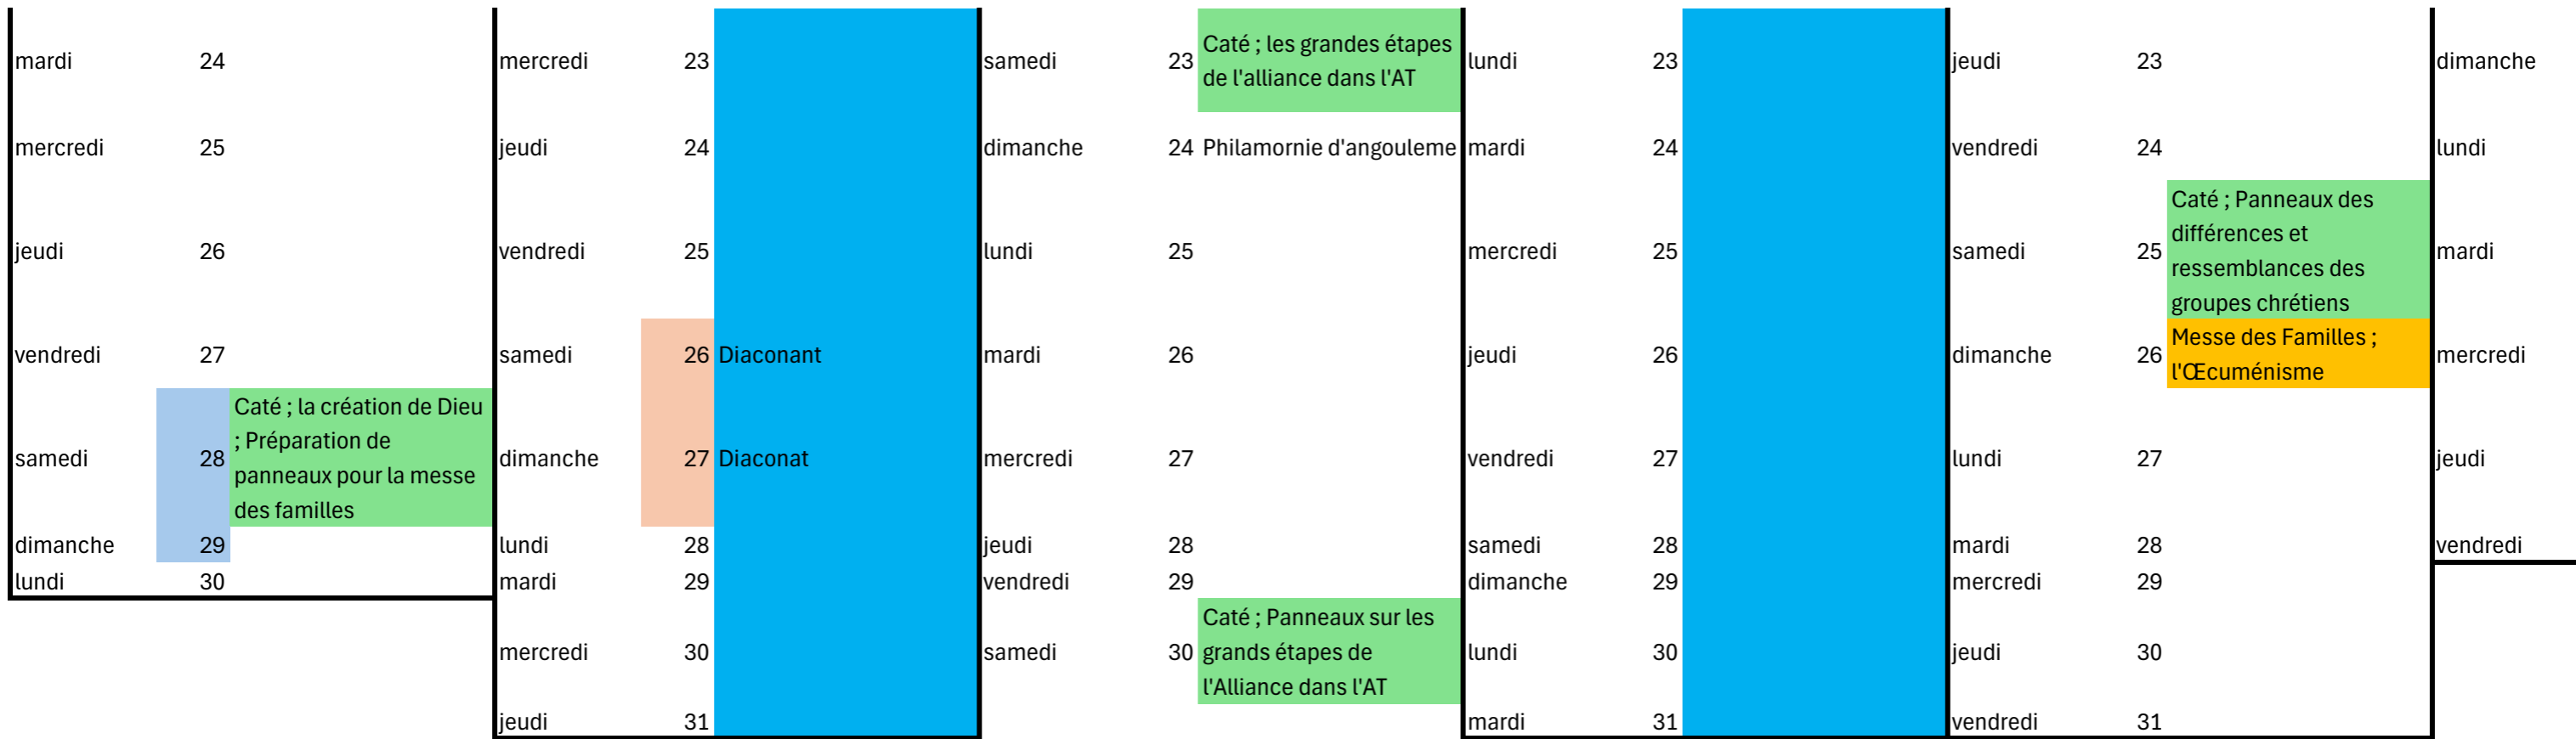 mardi 24 mercredi 23 samedi 23 Caté ; les grandes étapes lundi 23 jeudi 23 dimanche
de l'alliance dans l'AT
mercredi 25 jeudi 24 dimanche 24 Philamornie d'angouleme mardi 24 vendredi 24 lundi
Caté ; Panneaux des
différences et
jeudi 26 vendredi 25 lundi 25 mercredi 25 samedi 25 ressemblances des mardi
groupes chrétiens
vendredi 27 samedi 26 Diaconant mardi 26 jeudi 26 dimanche 26 Messe des Familles ; mercredi
l'Œcuménisme
Caté ; la création de Dieu
; Préparation de
samedi 28 panneaux pour la messe dimanche 27 Diaconat mercredi 27 vendredi 27 lundi 27 jeudi
des familles
dimanche 29 lundi 28 jeudi 28 samedi 28 mardi 28 vendredi
lundi 30 mardi 29 vendredi 29 dimanche 29 mercredi 29
Caté ; Panneaux sur les
mercredi 30 samedi 30 grands étapes de lundi 30 jeudi 30
l'Alliance dans l'AT
jeudi 31 mardi 31 vendredi 31